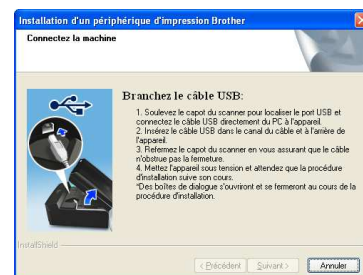 Installation d'un périphérique d'impression Brother
Connectez la machine
Branchez le câble USB:
1. Soulevez le capot du scanner pour localiser le port USB et
connectez le câble USB directement du PC à l'appareil.
2. Insérez le câble USB dans le canal du câble et à l'arrière de
l'appareil.
3. Refermez le capot du scanner en vous assurant que le câble
n'obstrue pas la fermeture.
4. Mettez l'appareil sous tension et attendez que la procédure
d'installation suive son cours.
*Des boîtes de dialogue s'ouvriront et se fermeront au cours de la
procédure d'installation.
InstallShield
< Précédent Suivant > Annuler